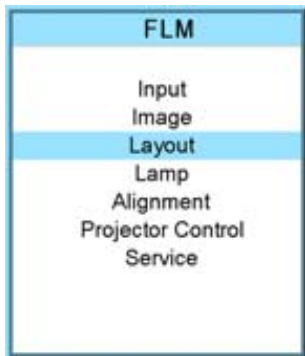 FLM
Input
Image
Layout
Lamp
Alignment
Projector Control
Service